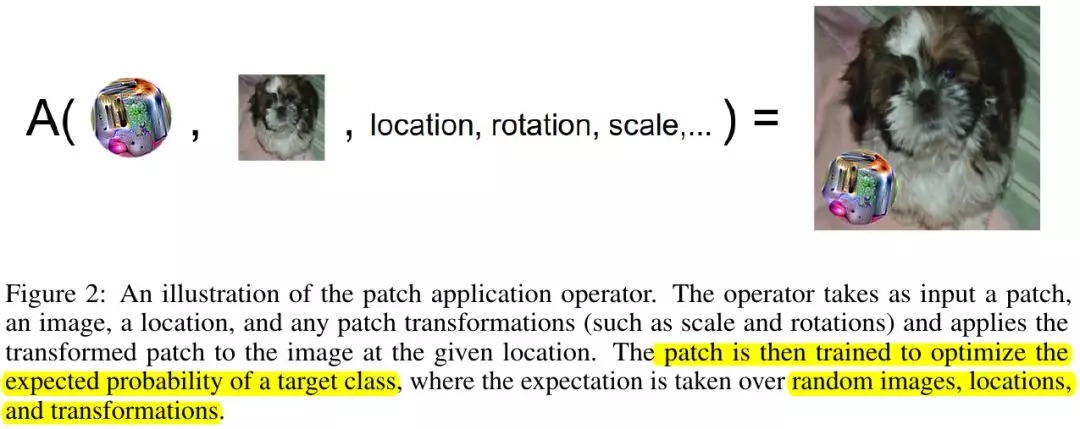 A( , , location, rotation, scale,... ) =
Figure 2: An illustration of the patch application operator. The operator takes as input a patch,
an image, a location, and any patch transformations (such as scale and rotations) and applies the
transformed patch to the image at the given location. The patch is then trained to optimize the
expected probability of a target class, where the expectation is taken over random images, locations,
and transformations.